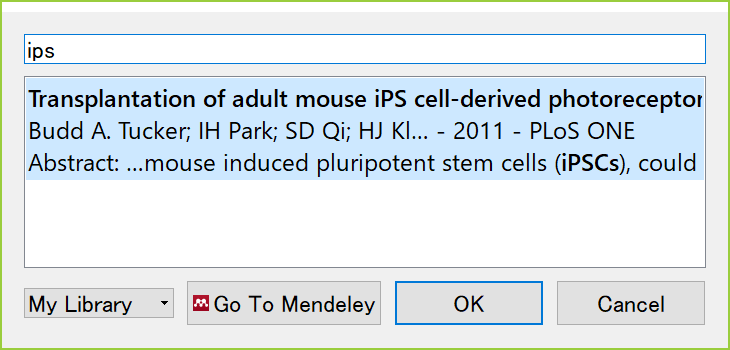 ips
Transplantation of adult mouse iPS cell-derived photoreceptor
Budd A. Tucker; IH Park; SD Qi; HJ Kl... - 2011 - PLoS ONE
Abstract: ...mouse induced pluripotent stem cells (iPSCs), could
My Library Go To Mendeley OK Cancel